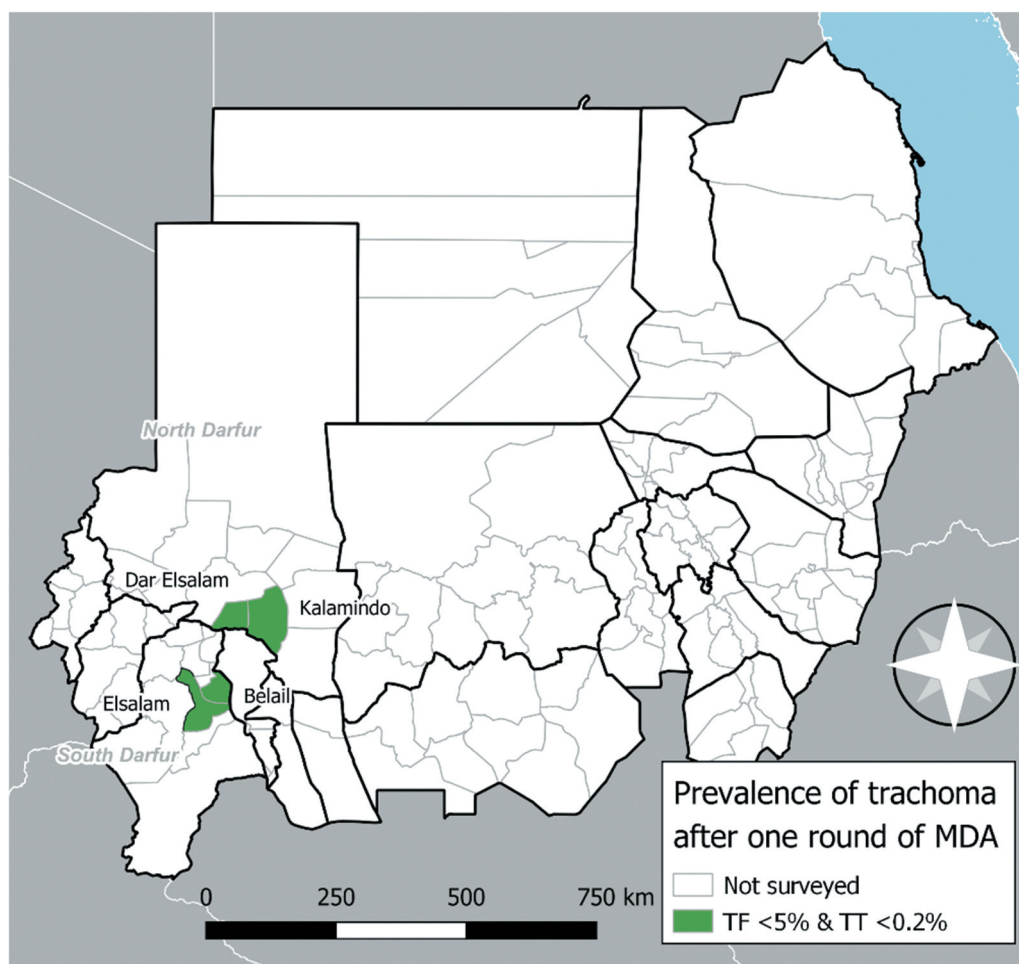 North Darfur
Dar Elsalam
Kalamindo
Elsalam
Belail
South Darfur
Prevalence of trachoma
after one round of MDA
Not surveyed
TF <5% & TT <0.2%
0 250 500 750 km